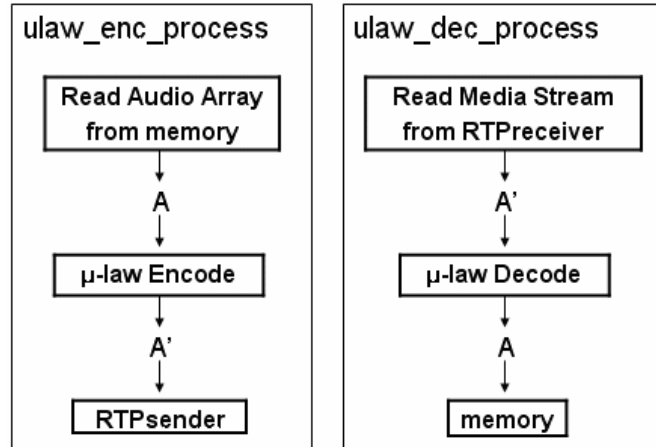 ulaw_enc_process
Read Audio Array
from memory
A
μ-law Encode
A’
RTPsender
ulaw_dec_process
Read Media Stream
from RTPreceiver
A’
μ-law Decode
A
memory